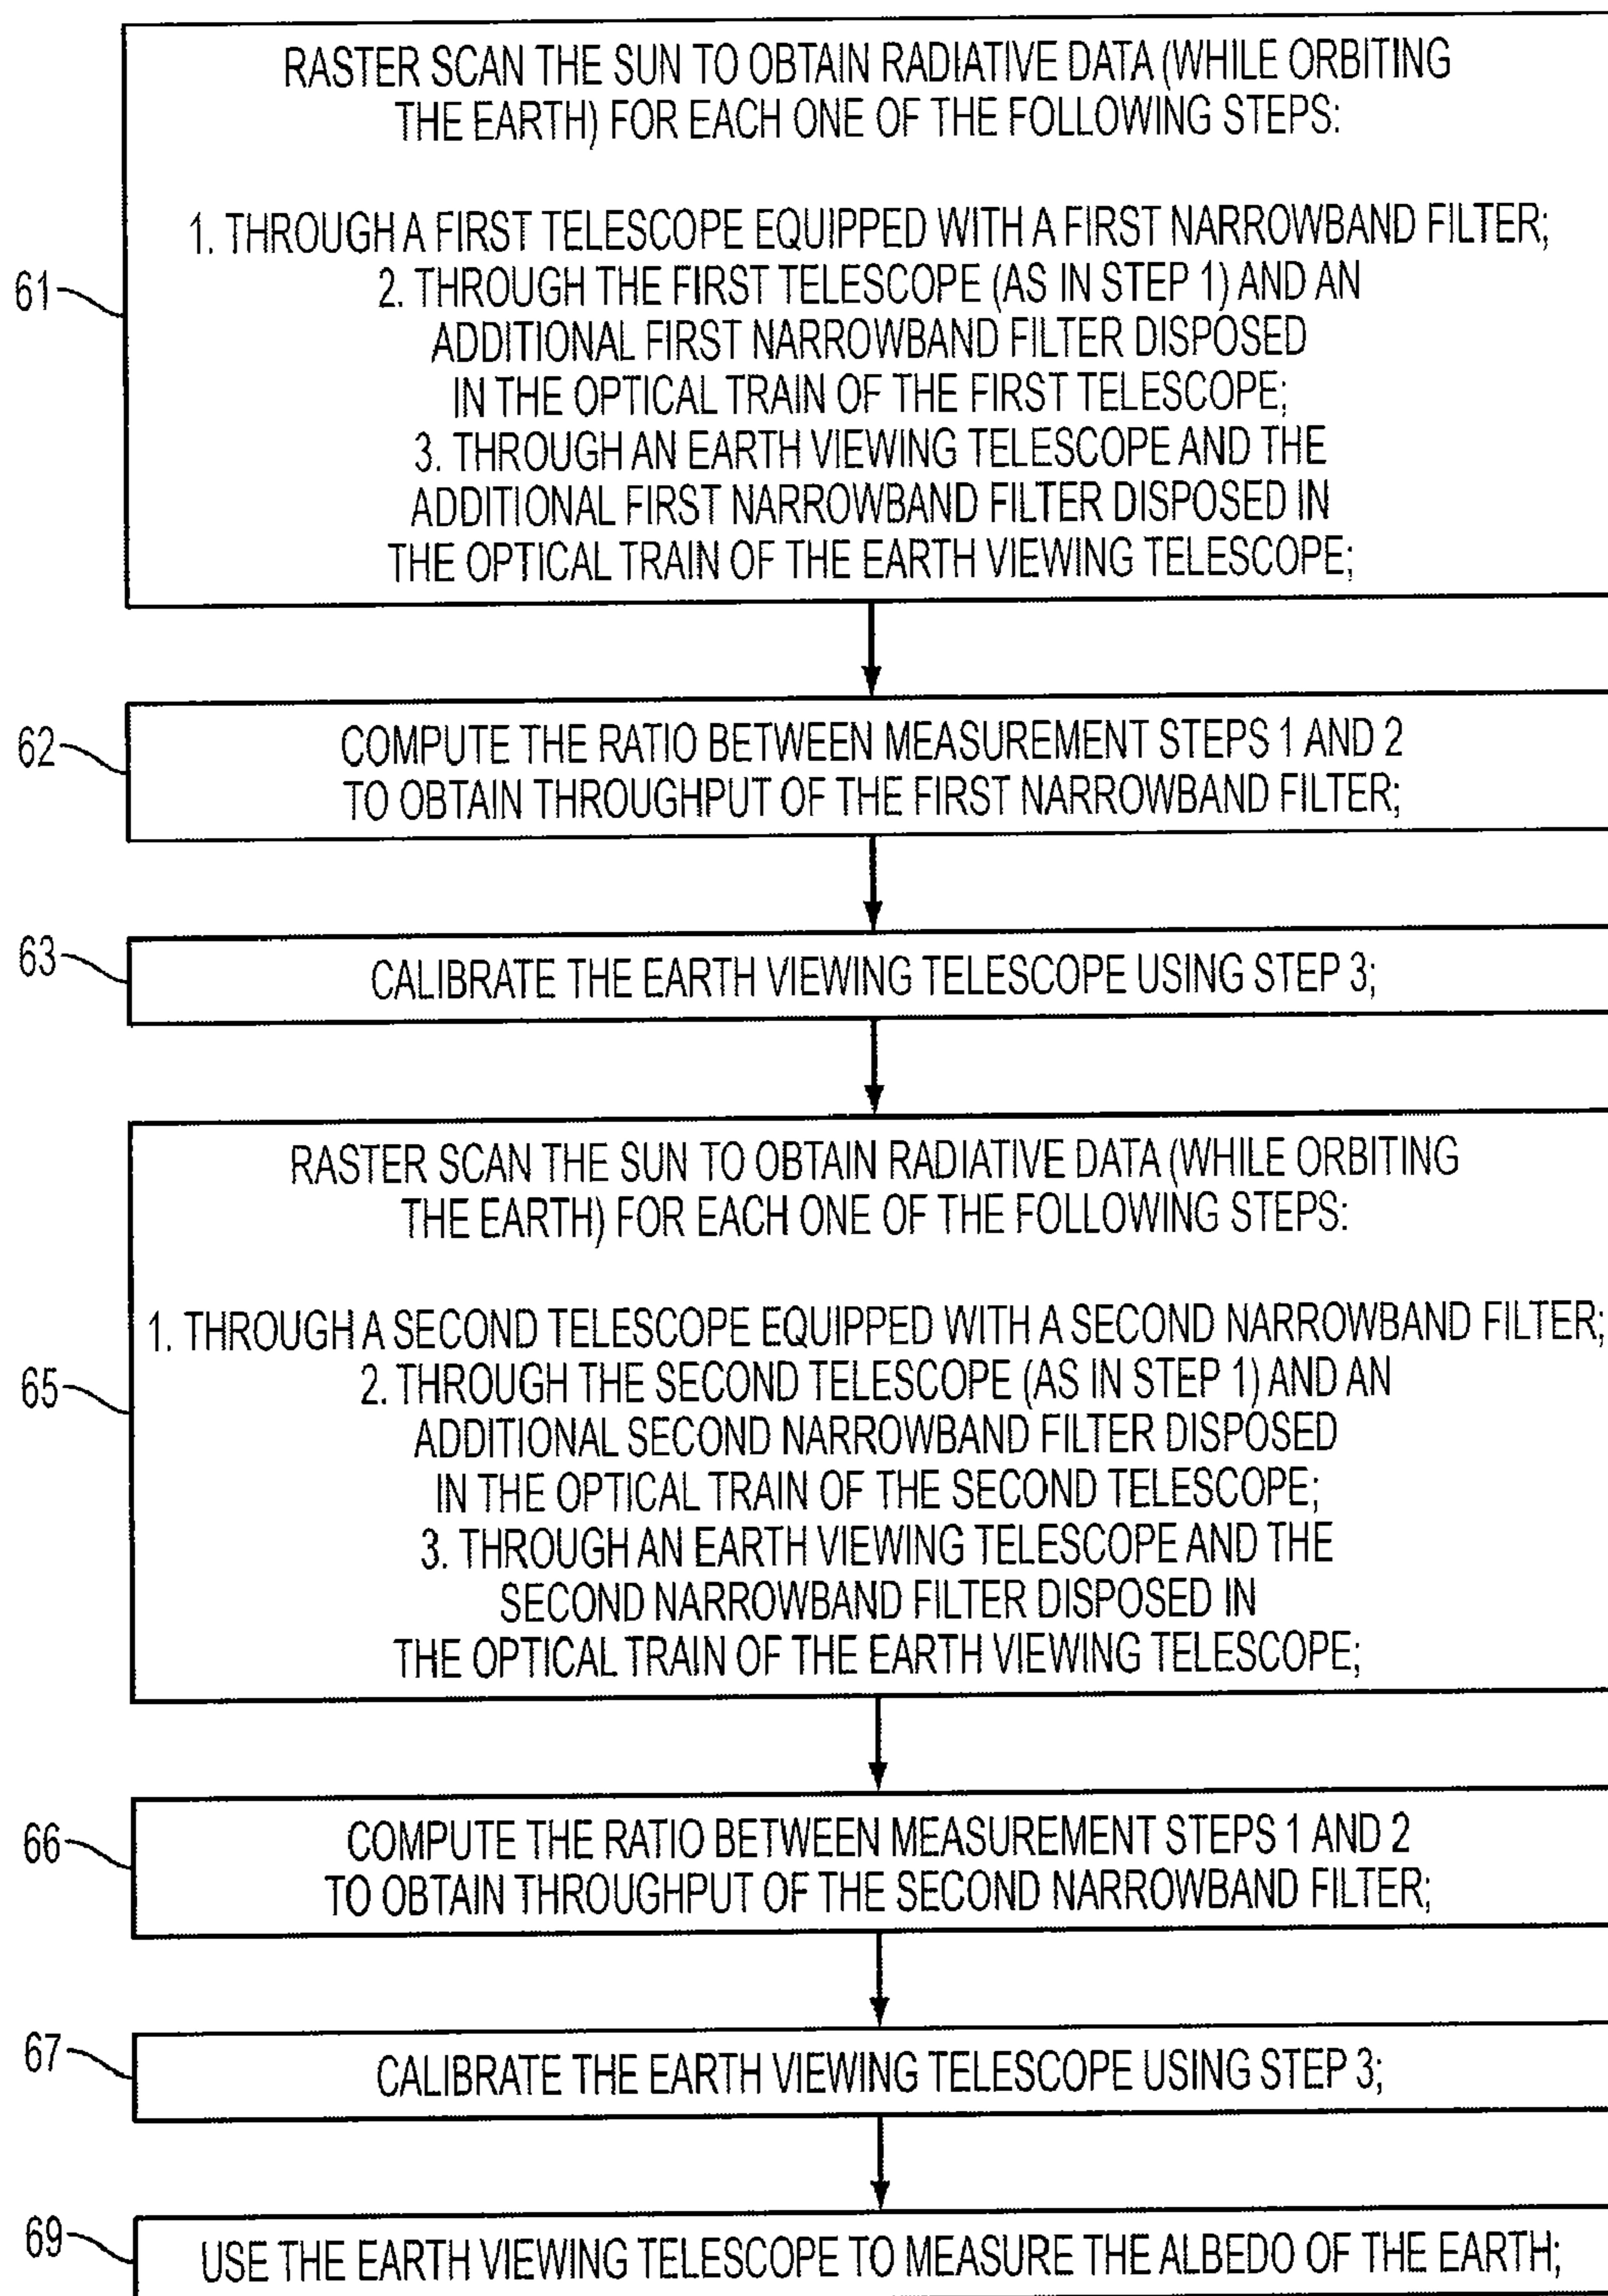 RASTER SCAN THE SUN TO OBTAIN RADIATIVE DATA (WHILE ORBITING
THE EARTH) FOR EACH ONE OF THE FOLLOWING STEPS:
1. THROUGH A FIRST TELESCOPE EQUIPPED WITH A FIRST NARROWBAND FILTER;
2. THROUGH THE FIRST TELESCOPE (AS IN STEP 1) AND AN
ADDITIONAL FIRST NARROWBAND FILTER DISPOSED
IN THE OPTICAL TRAIN OF THE FIRST TELESCOPE;
3. THROUGH AN EARTH VIEWING TELESCOPE AND THE
ADDITIONAL FIRST NARROWBAND FILTER DISPOSED IN
THE OPTICAL TRAIN OF THE EARTH VIEWING TELESCOPE;
61
COMPUTE THE RATIO BETWEEN MEASUREMENT STEPS 1 AND 2
TO OBTAIN THROUGHPUT OF THE FIRST NARROWBAND FILTER;
62
CALIBRATE THE EARTH VIEWING TELESCOPE USING STEP 3;
63
RASTER SCAN THE SUN TO OBTAIN RADIATIVE DATA (WHILE ORBITING
THE EARTH) FOR EACH ONE OF THE FOLLOWING STEPS:
1. THROUGH A SECOND TELESCOPE EQUIPPED WITH A SECOND NARROWBAND FILTER;
2. THROUGH THE SECOND TELESCOPE (AS IN STEP 1) AND AN
ADDITIONAL SECOND NARROWBAND FILTER DISPOSED
IN THE OPTICAL TRAIN OF THE SECOND TELESCOPE;
3. THROUGH AN EARTH VIEWING TELESCOPE AND THE
SECOND NARROWBAND FILTER DISPOSED IN
THE OPTICAL TRAIN OF THE EARTH VIEWING TELESCOPE;
65
COMPUTE THE RATIO BETWEEN MEASUREMENT STEPS 1 AND 2
TO OBTAIN THROUGHPUT OF THE SECOND NARROWBAND FILTER;
66
CALIBRATE THE EARTH VIEWING TELESCOPE USING STEP 3;
67
USE THE EARTH VIEWING TELESCOPE TO MEASURE THE ALBEDO OF THE EARTH;
69